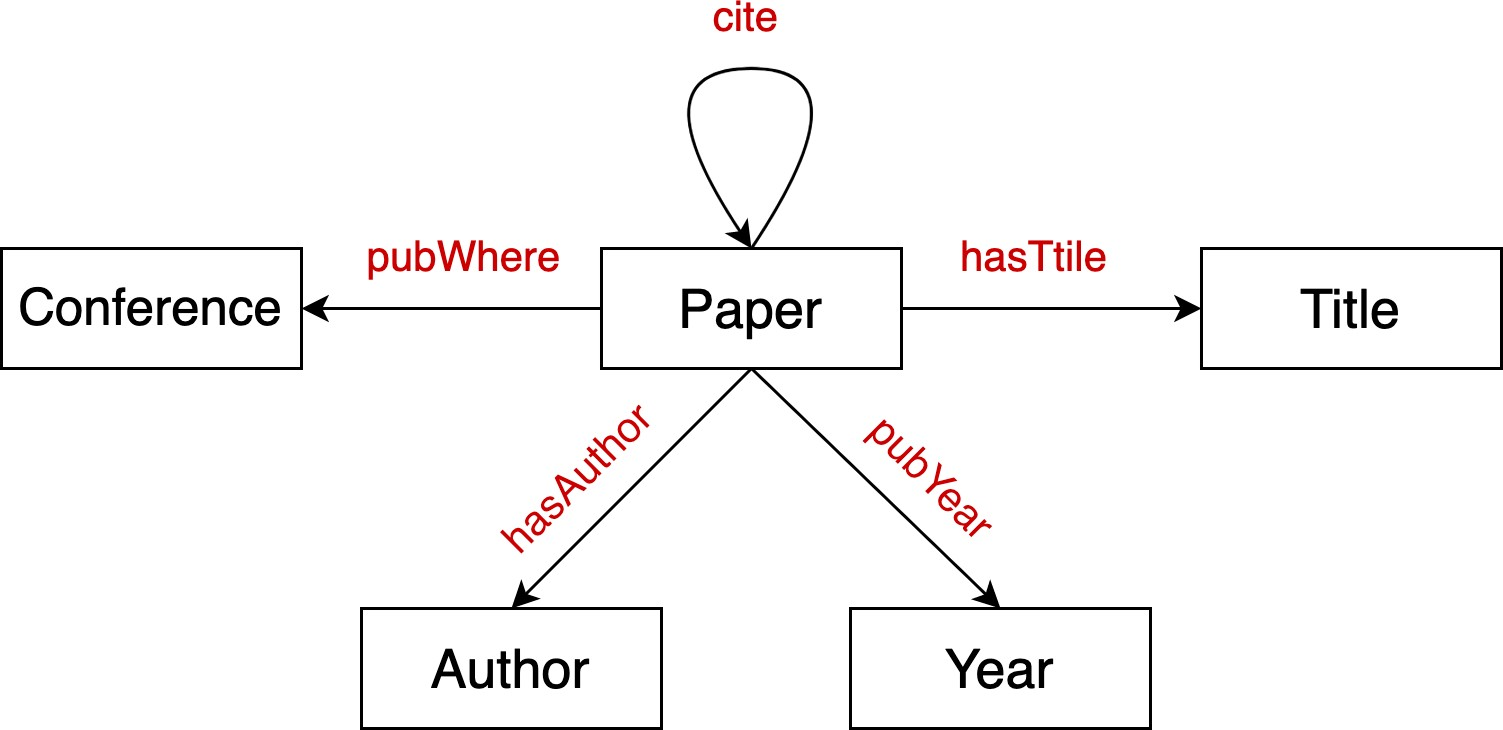 cite
pubWhere
hasTtile
Conference
Paper
Title
hasAuthor
pubYear
Author
Year